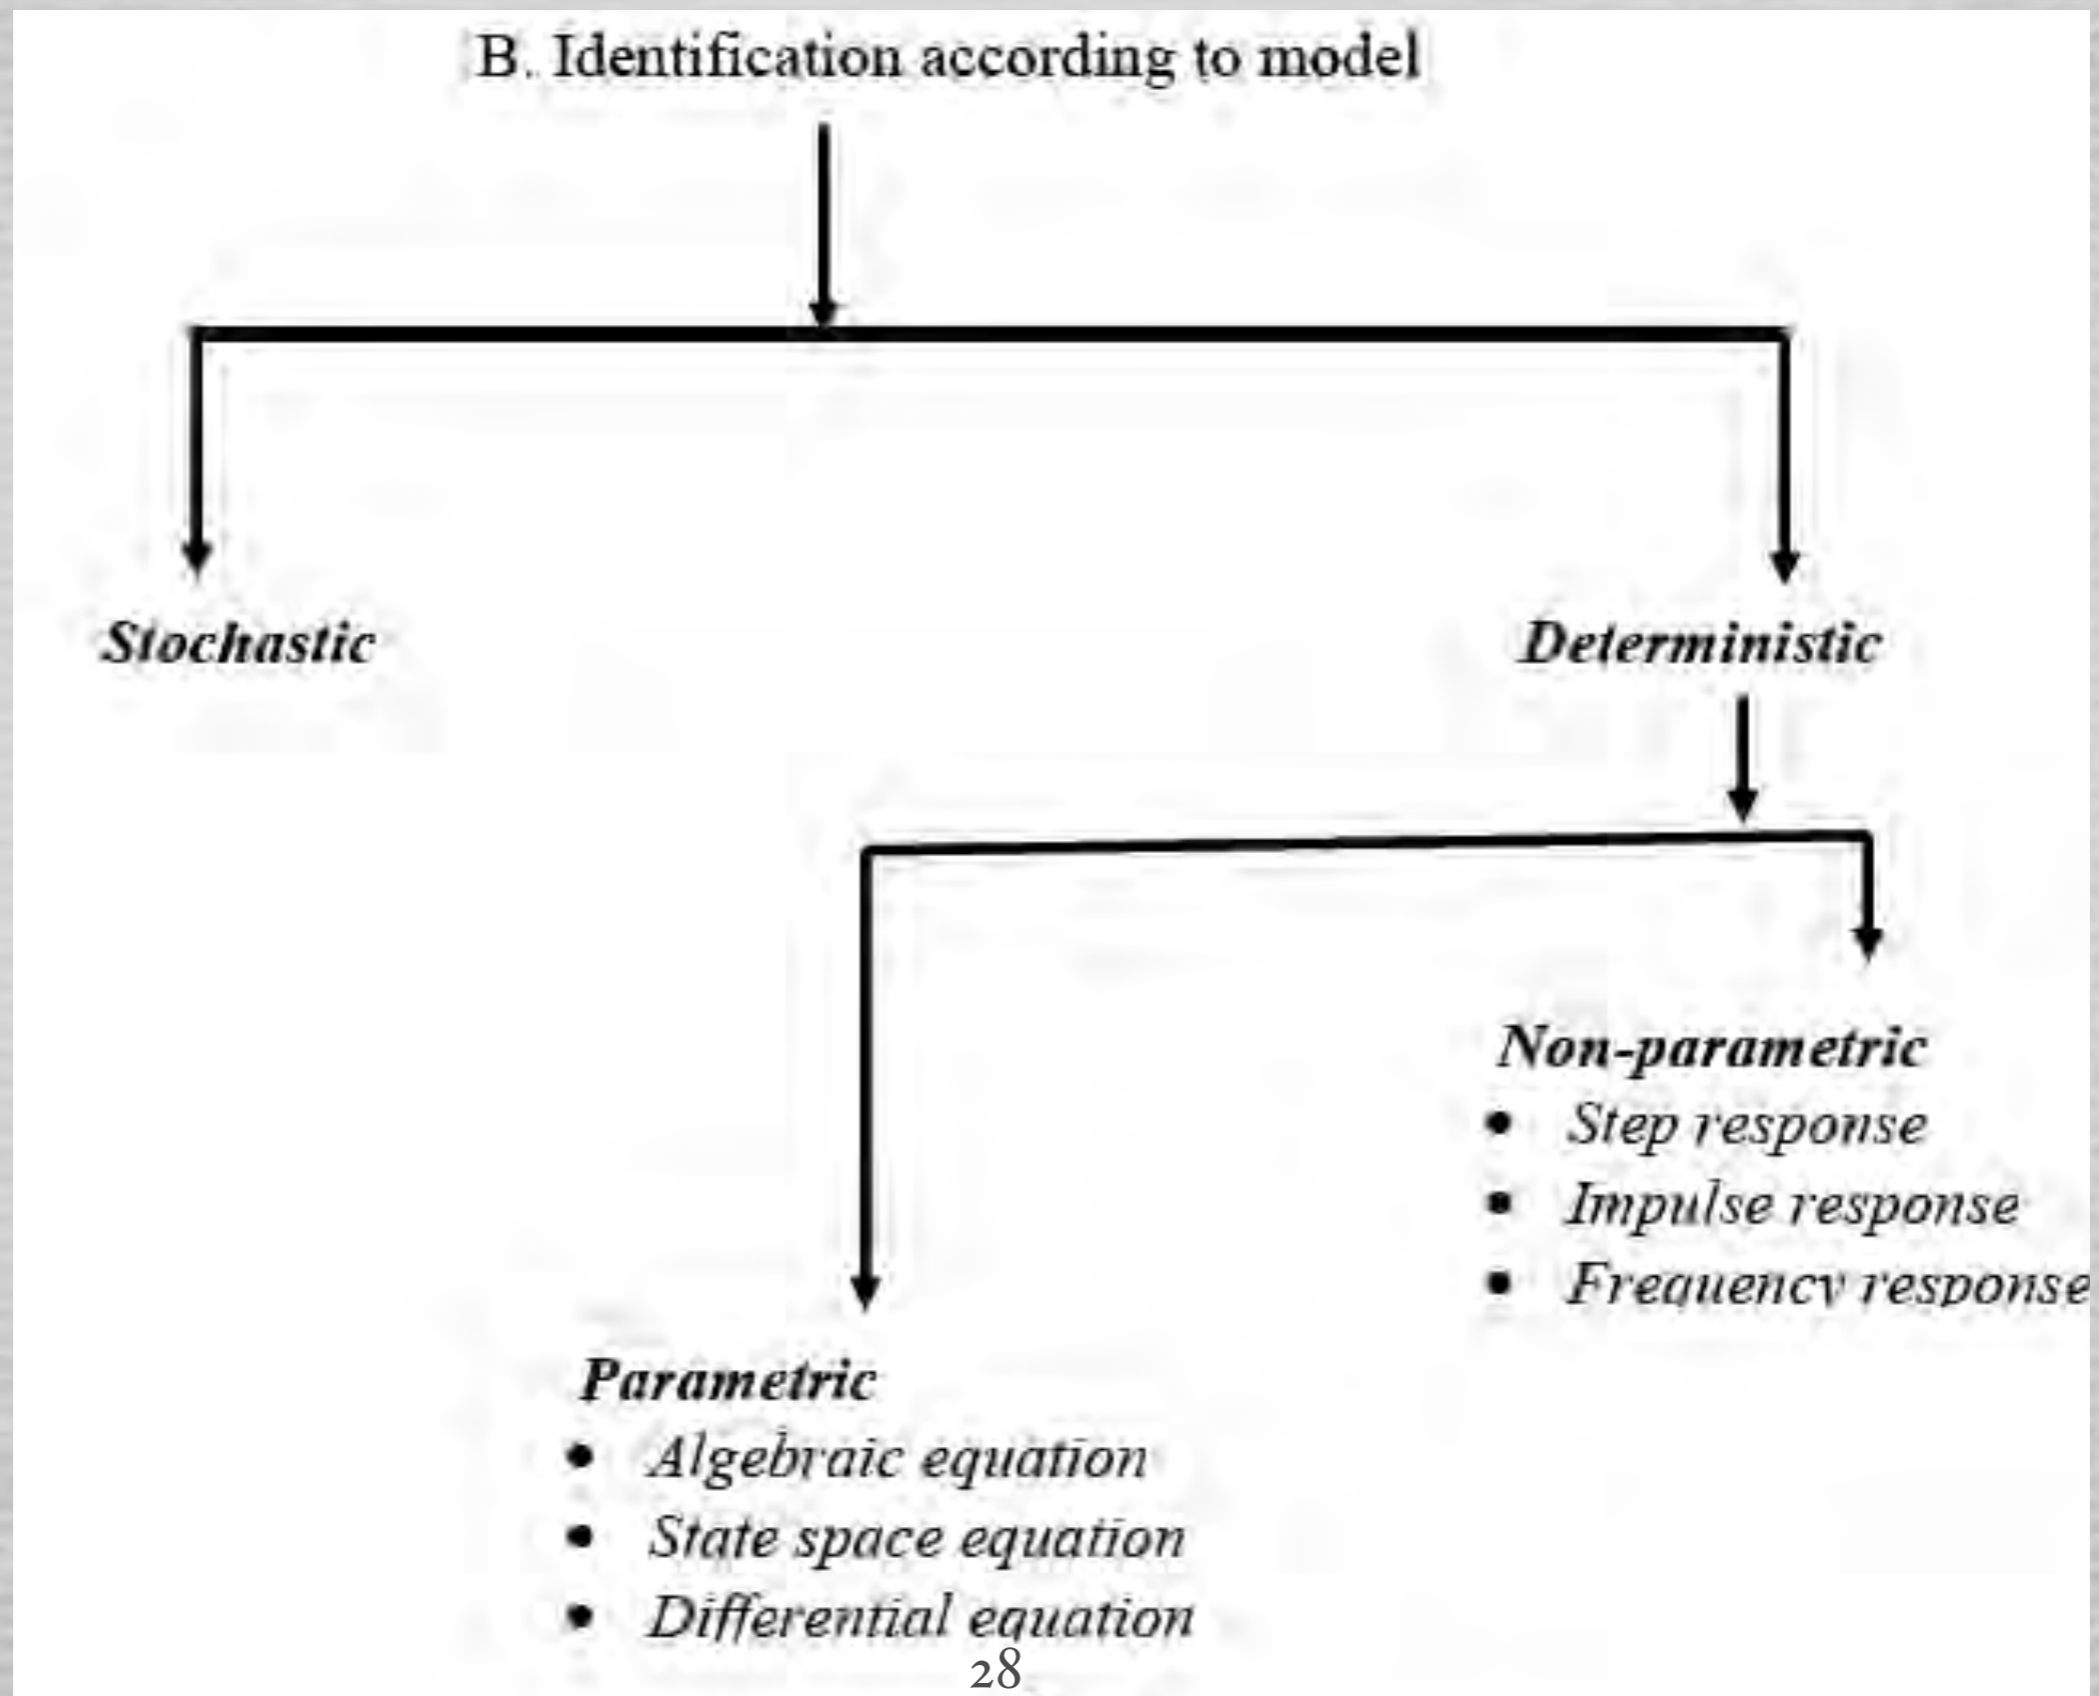 B. Identification according to model
Stochastic
Deterministic
Non-parametric
• Step response
• Impulse response
• Frequency response
Parametric
• Algebraic equation
• State space equation
• Differential equation
28